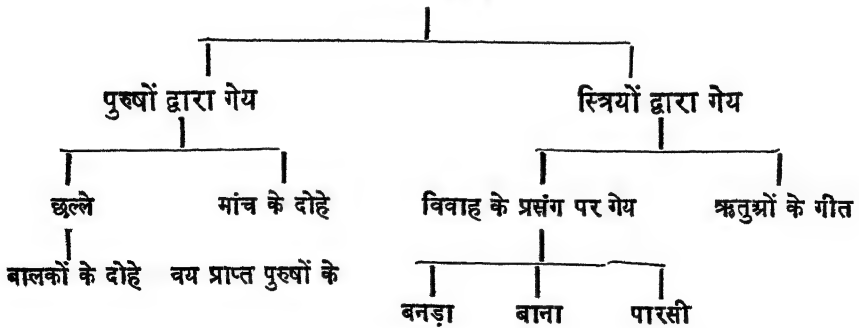 पुरुषों द्वारा गेय स्त्रियों द्वारा गेय
छल्ले मांच के दोहे विवाह के प्रसंग पर गेय ऋतुओं के गीत
बालकों के दोहे वय प्राप्त पुरुषों के
बनड़ा बाना पारसी